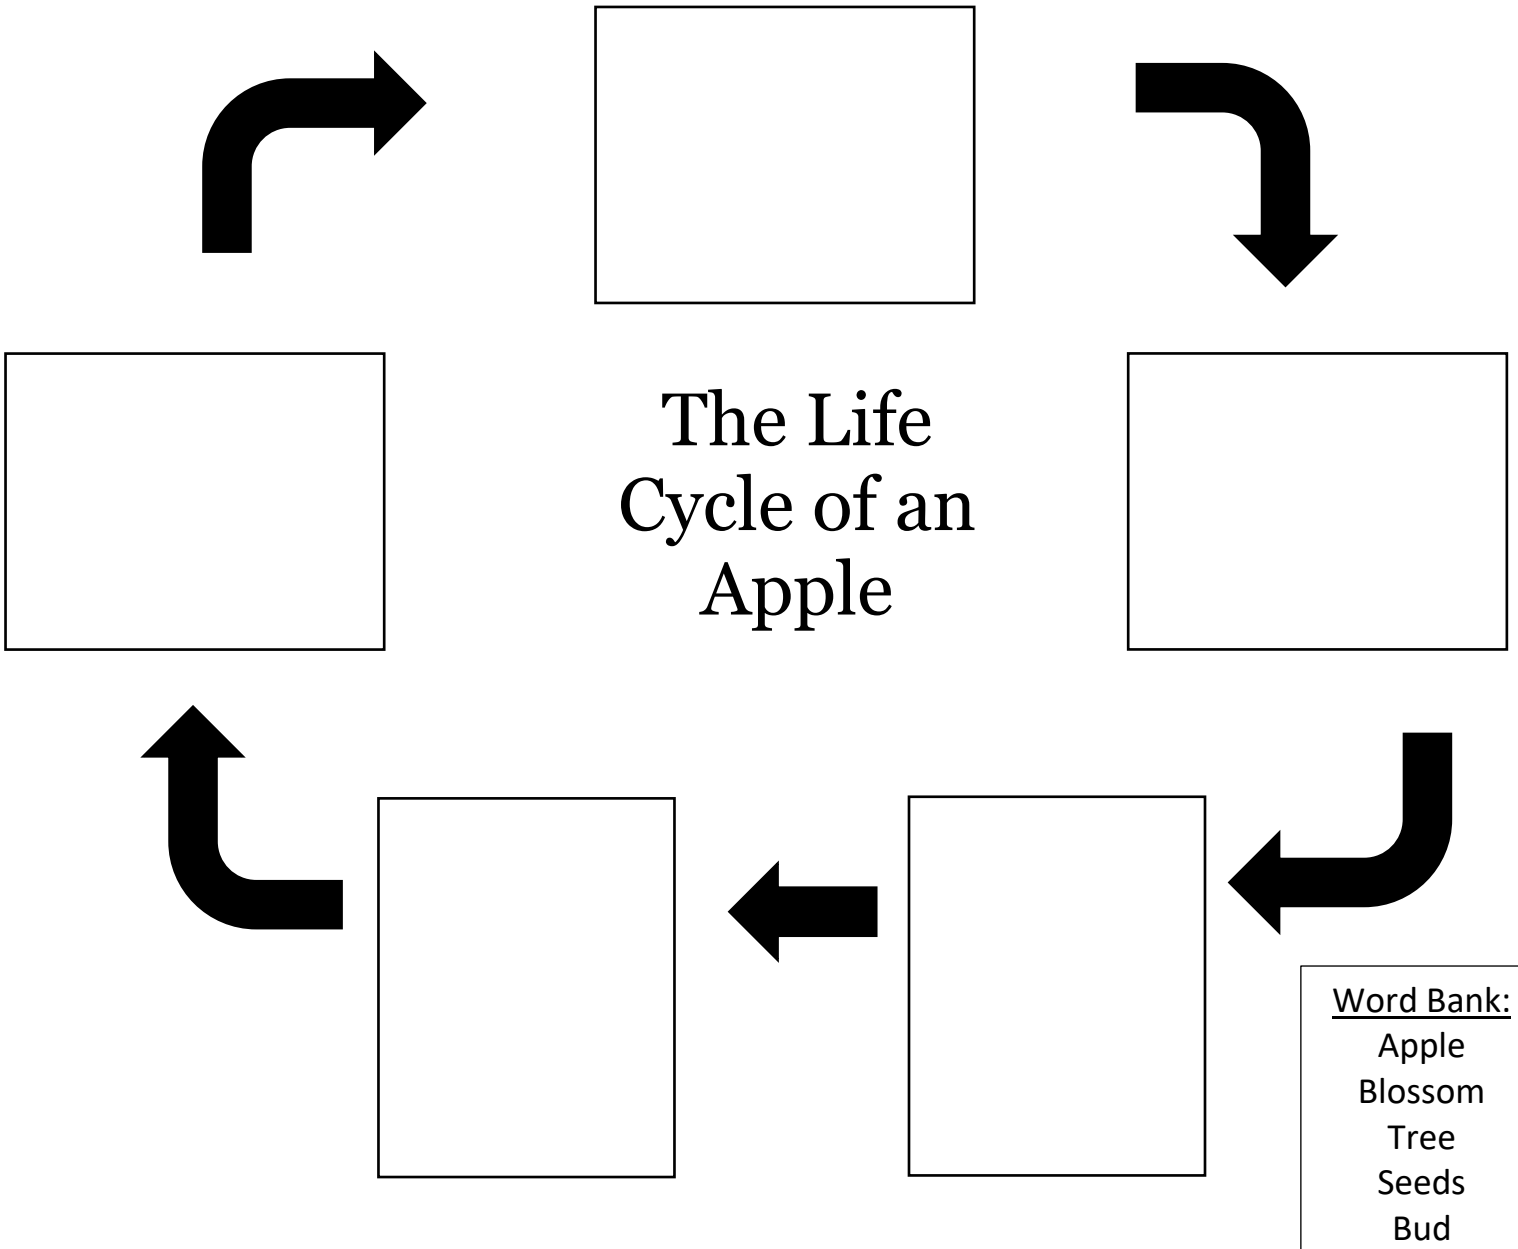 The Life
Cycle of an
Apple
Word Bank:
Apple
Blossom
Tree
Seeds
Bud